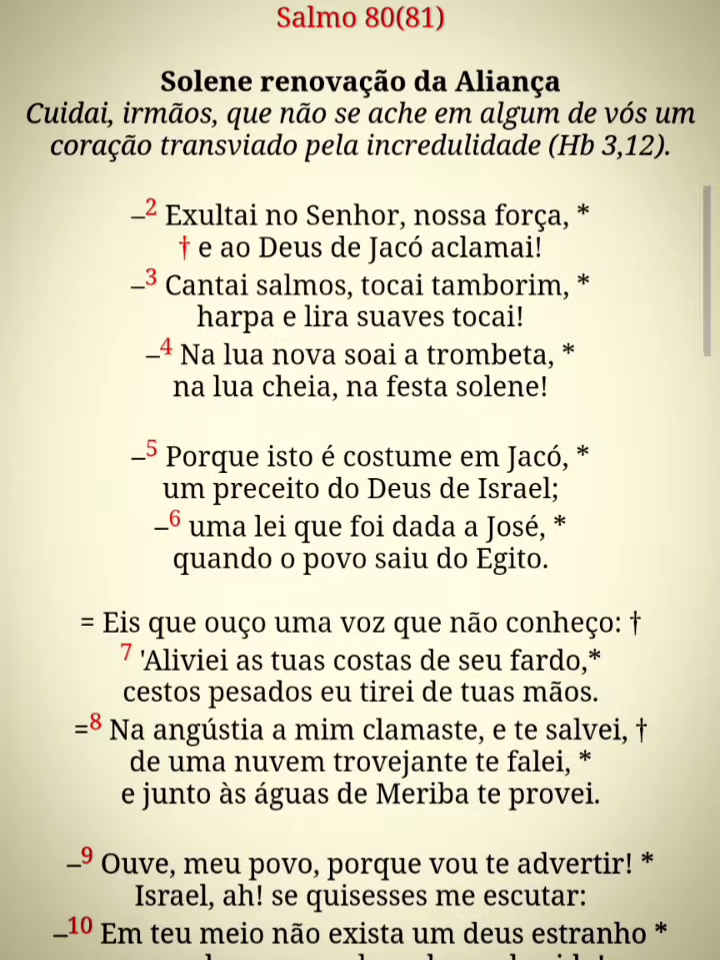 Salmo 80(81)
Solene renovação da Aliança
Cuidai, irmãos, que não se ache em algum de vós um
coração transviado pela incredulidade (Hb 3,12).
–2 Exultai no Senhor, nossa força, *
† e ao Deus de Jacó aclamai!
–3 Cantai salmos, tocai tamborim, *
harpa e lira suaves tocai!
–4 Na lua nova soai a trombeta, *
na lua cheia, na festa solene!
–5 Porque isto é costume em Jacó, *
um preceito do Deus de Israel;
–6 uma lei que foi dada a José, *
quando o povo saiu do Egito.
= Eis que ouço uma voz que não conheço: †
7 'Aliviei as tuas costas de seu fardo,*
cestos pesados eu tirei de tuas mãos.
=8 Na angústia a mim clamaste, e te salvei, †
de uma nuvem trovejante te falei, *
e junto às águas de Meriba te provei.
–9 Ouve, meu povo, porque vou te advertir! *
Israel, ah! se quisesses me escutar:
–10 Em teu meio não exista um deus estranho *